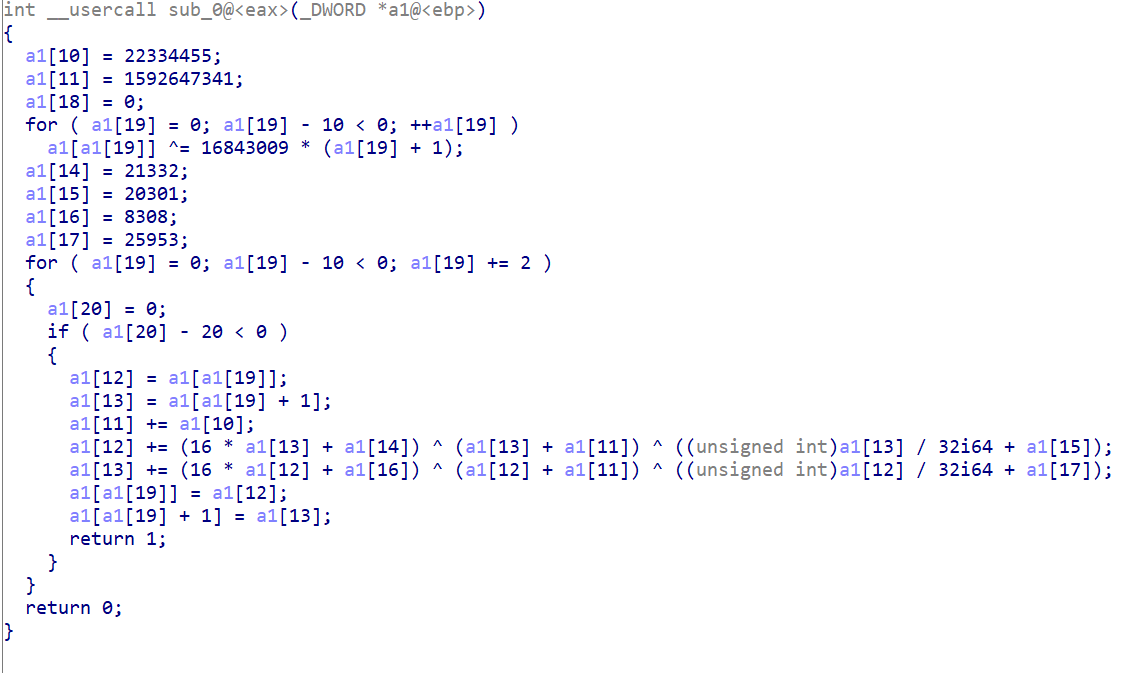 int __usercall sub_0@<eax>(_DWORD *a1@<ebp>)
{
  a1[10] = 22334455;
  a1[11] = 1592647341;
  a1[18] = 0;
  for ( a1[19] = 0; a1[19] - 10 < 0; ++a1[19] )
    a1[a1[19]] ^= 16843009 * (a1[19] + 1);
  a1[14] = 21332;
  a1[15] = 20301;
  a1[16] = 8308;
  a1[17] = 25953;
  for ( a1[19] = 0; a1[19] - 10 < 0; a1[19] += 2 )
  {
    a1[20] = 0;
    if ( a1[20] - 20 < 0 )
    {
      a1[12] = a1[a1[19]];
      a1[13] = a1[a1[19] + 1];
      a1[11] += a1[10];
      a1[12] += (16 * a1[13] + a1[14]) ^ (a1[13] + a1[11]) ^ ((unsigned int)a1[13] / 32i64 + a1[15]);
      a1[13] += (16 * a1[12] + a1[16]) ^ (a1[12] + a1[11]) ^ ((unsigned int)a1[12] / 32i64 + a1[17]);
      a1[a1[19]] = a1[12];
      a1[a1[19] + 1] = a1[13];
      return 1;
    }
  }
  return 0;
}